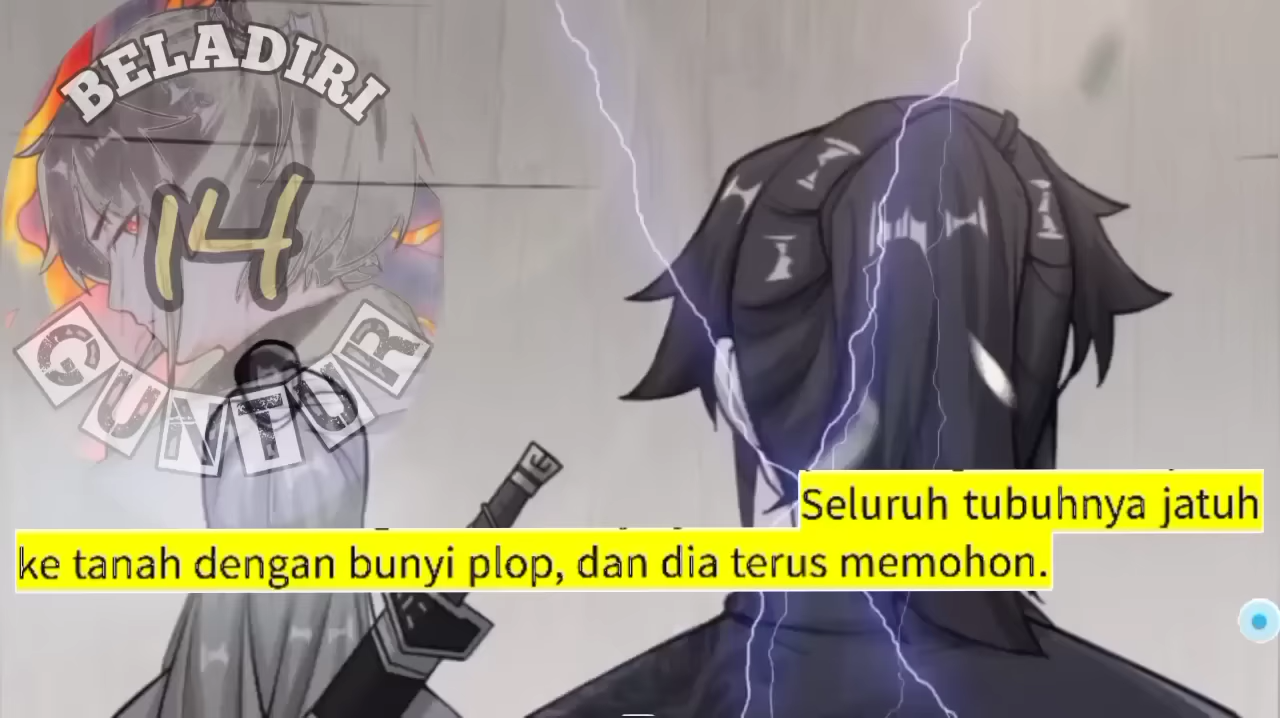 BELADIRI
14
GUNTUR
Seluruh tubuhnya jatuh
ke tanah dengan bunyi plop, dan dia terus memohon.